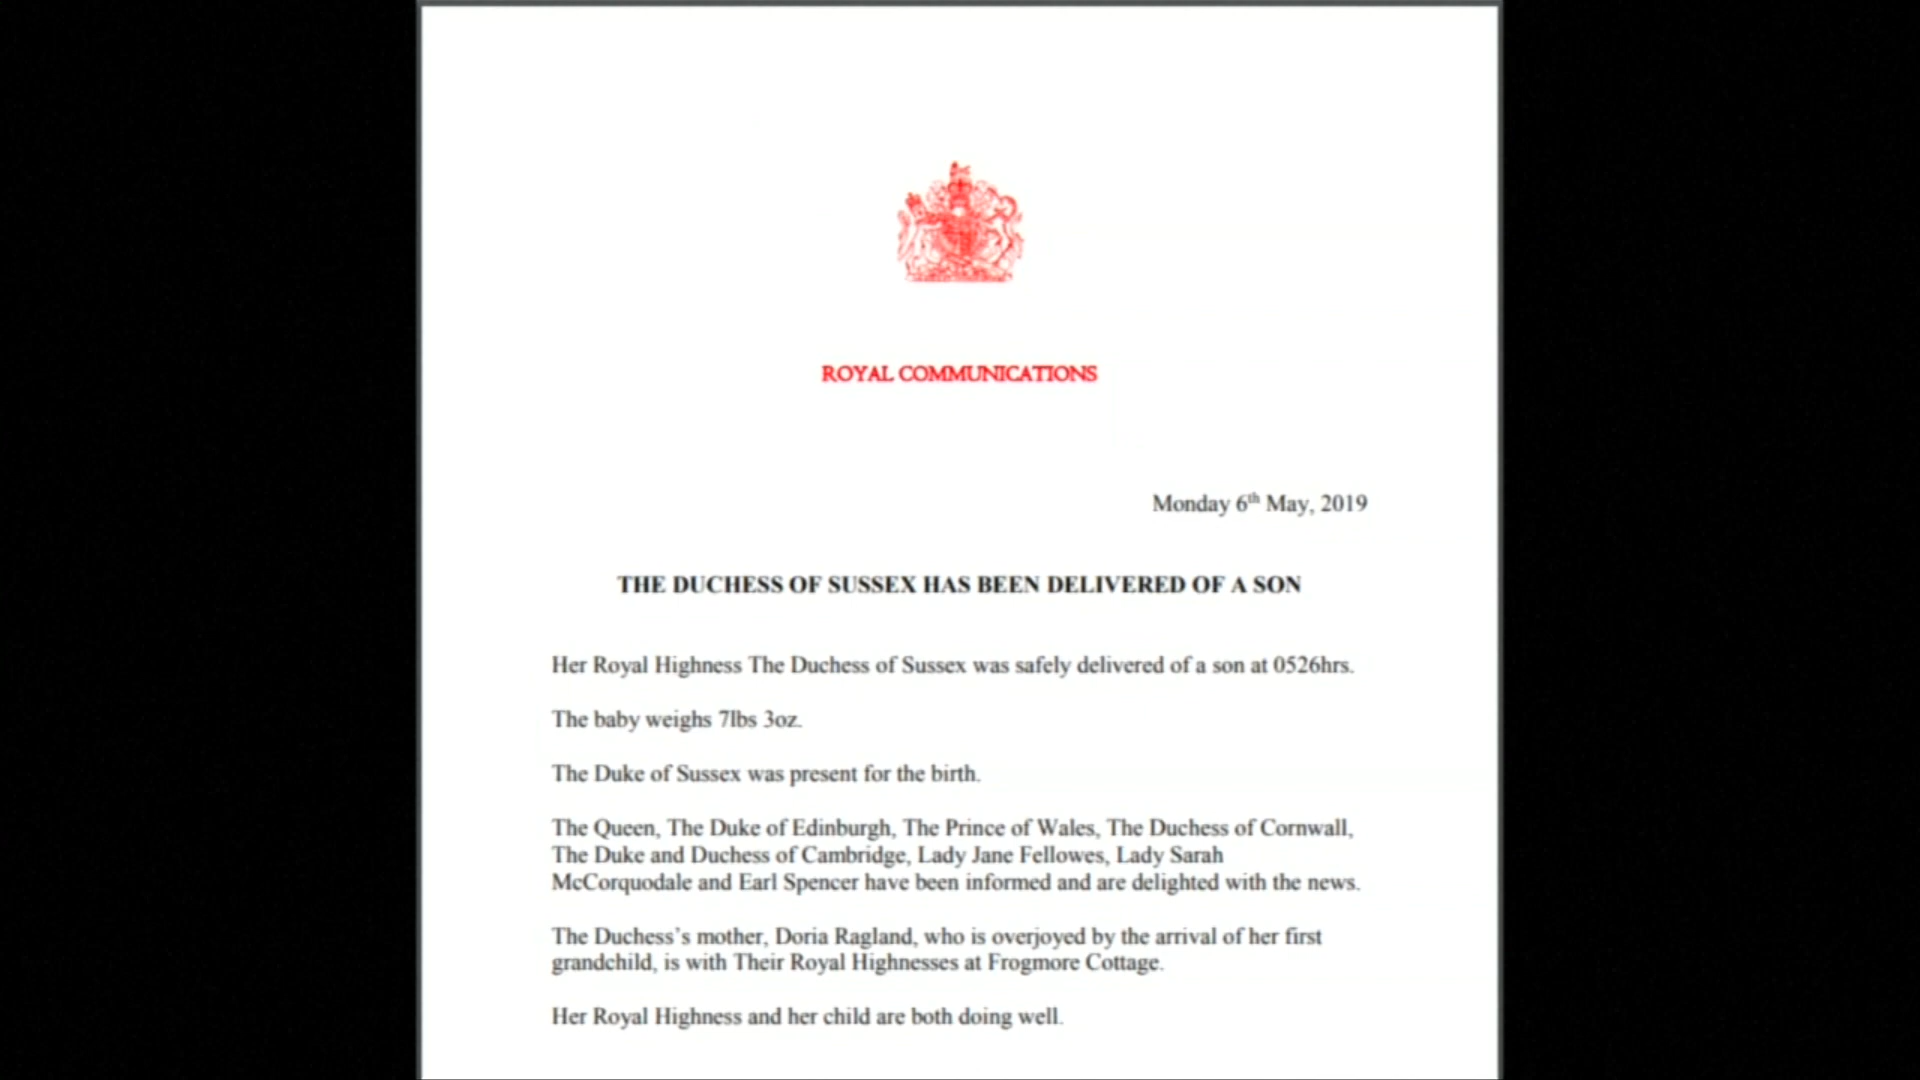 ROYAL COMMUNICATIONS
Monday 6th May, 2019
THE DUCHESS OF SUSSEX HAS BEEN DELIVERED OF A SON
Her Royal Highness The Duchess of Sussex was safely delivered of a son at 0526hrs.
The baby weighs 7lbs 3oz.
The Duke of Sussex was present for the birth.
The Queen, The Duke of Edinburgh, The Prince of Wales, The Duchess of Cornwall,
The Duke and Duchess of Cambridge, Lady Jane Fellowes, Lady Sarah
McCorquodale and Earl Spencer have been informed and are delighted with the news.
The Duchess’s mother, Doria Ragland, who is overjoyed by the arrival of her first
grandchild, is with Their Royal Highnesses at Frogmore Cottage.
Her Royal Highness and her child are both doing well.